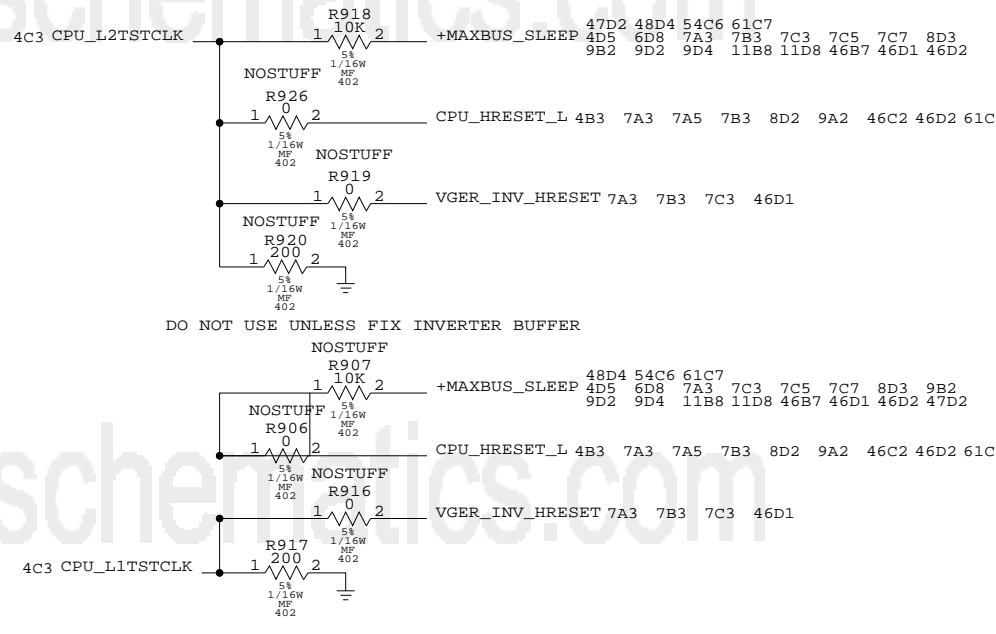 R918
47D2 48D4 54C6 61C7
4C3 CPU_L2TSTCLK 1 10K 2 +MAXBUS_SLEEP 4D5 6D8 7A3 7B3 7C3 7C5 7C7 8D3
9B2 9D2 9D4 11B8 11D8 46B7 46D1 46D2
5%
1/16W
MF
402
NOSTUFF
R926
1 0 2 CPU_HRESET_L 4B3 7A3 7A5 7B3 8D2 9A2 46C2 46D2 61C
5%
1/16W
MF
402
NOSTUFF
R919
1 0 2 VGER_INV_HRESET 7A3 7B3 7C3 46D1
5%
1/16W
MF
402
NOSTUFF
R920
1 200 2
5%
1/16W
MF
402
DO NOT USE UNLESS FIX INVERTER BUFFER
NOSTUFF
R907
48D4 54C6 61C7
1 10K 2 +MAXBUS_SLEEP 4D5 6D8 7A3 7C3 7C5 7C7 8D3 9B2
9D2 9D4 11B8 11D8 46B7 46D1 46D2 47D2
5%
1/16W
MF
402
NOSTUFF
R906
1 0 2 CPU_HRESET_L 4B3 7A3 7A5 7B3 8D2 9A2 46C2 46D2 61C
5%
1/16W
MF
402
NOSTUFF
R916
1 0 2 VGER_INV_HRESET 7A3 7B3 7C3 46D1
5%
1/16W
MF
402
R917
4C3 CPU_L1TSTCLK 1 200 2
5%
1/16W
MF
402
schematics.com